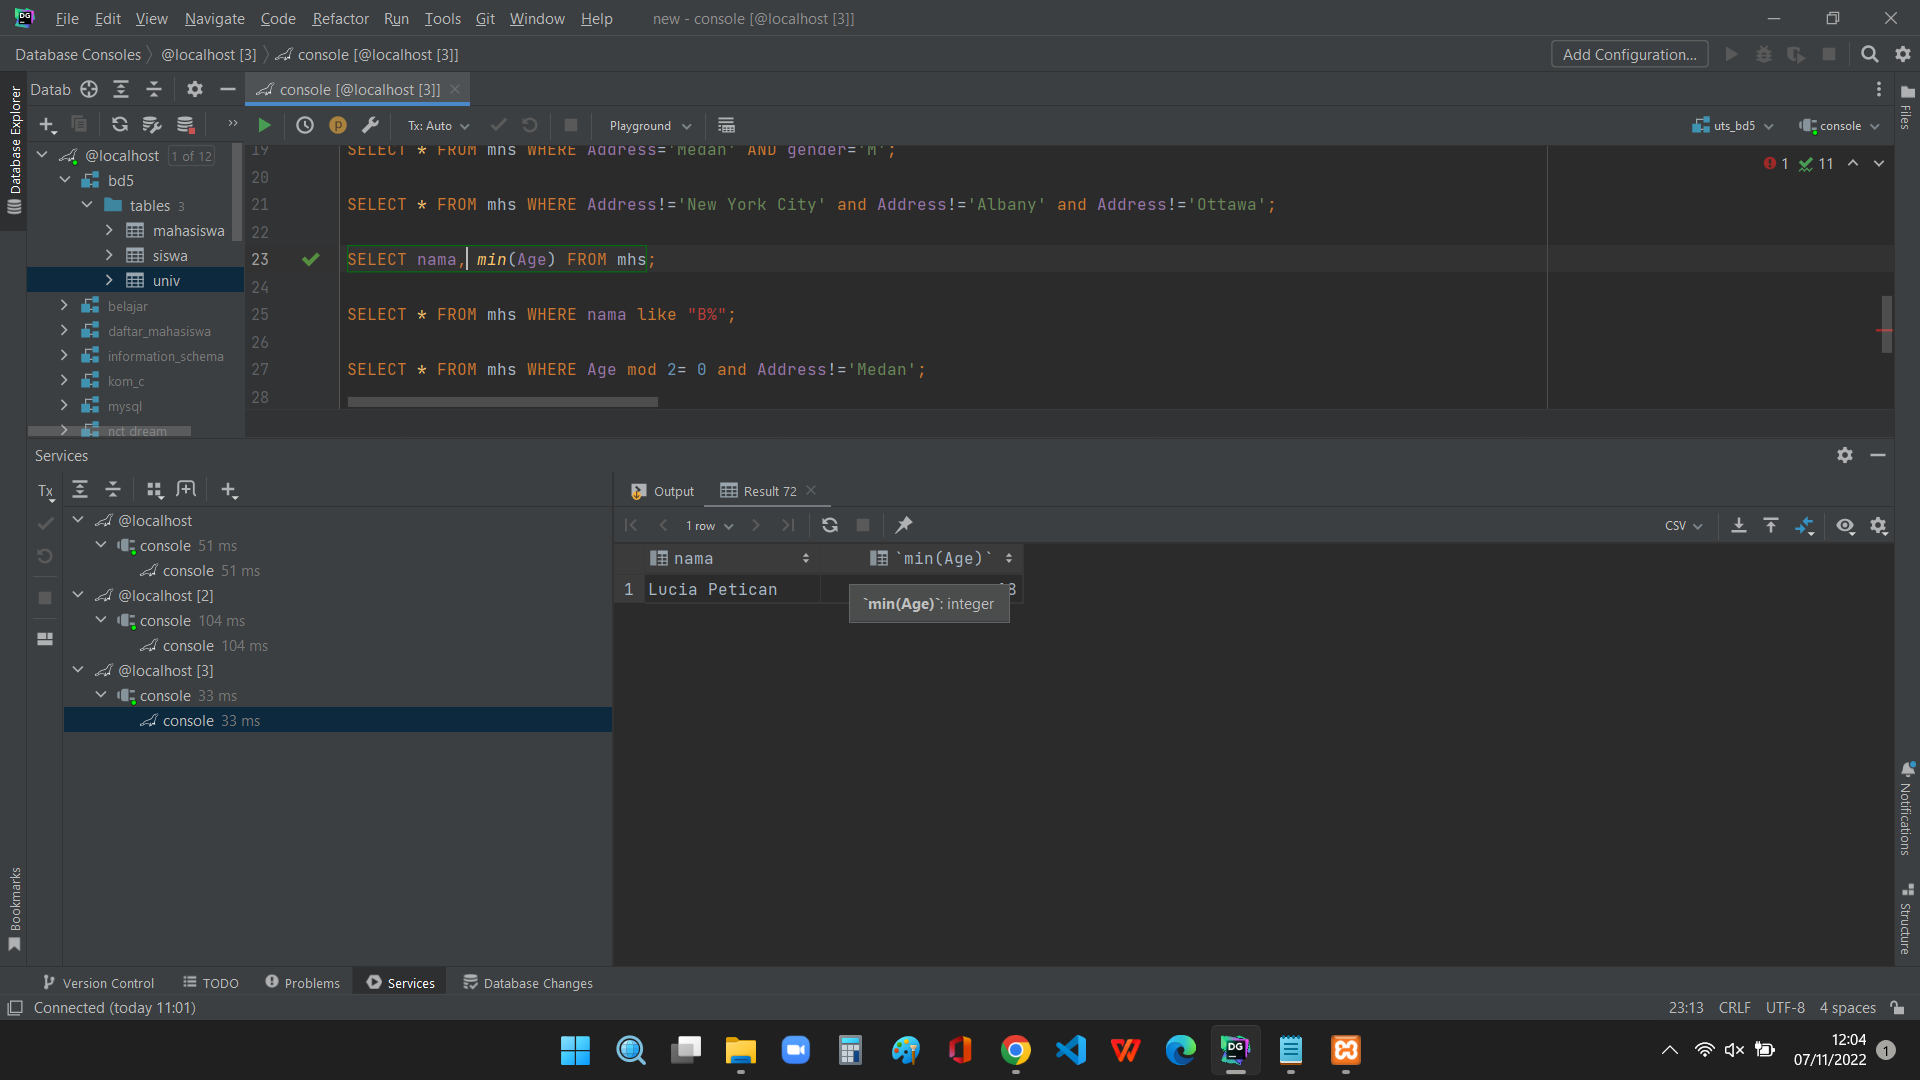 File Edit View Navigate Code Refactor Run Tools Git Window Help new - console [@localhost [3]]
Database Consoles @localhost [3] console [@localhost [3]] Add Configuration...
Datab console [@localhost [3]]
Tx: Auto Playground uts_bd5 console
Database Explorer
Files
@localhost 1 of 12
bd5
tables 3
mahasiswa
siswa
univ
belajar
daftar_mahasiswa
information_schema
kom_c
mysql
nct dream
19 SELECT * FROM mhs WHERE Address='Medan' AND gender='M';
20
21 SELECT * FROM mhs WHERE Address!='New York City' and Address!='Albany' and Address!='Ottawa';
22
23 SELECT nama, min(Age) FROM mhs;
24
25 SELECT * FROM mhs WHERE nama like "B%";
26
27 SELECT * FROM mhs WHERE Age mod 2= 0 and Address!='Medan';
28
1 11
Services
Tx
@localhost
console 51 ms
console 51 ms
@localhost [2]
console 104 ms
console 104 ms
@localhost [3]
console 33 ms
console 33 ms
Output Result 72
1 row CSV
nama `min(Age)`
1 Lucia Petican
`min(Age)`: integer
Notifications
Structure
Bookmarks
Version Control TODO Problems Services Database Changes
Connected (today 11:01) 23:13 CRLF UTF-8 4 spaces
12:04
07/11/2022 1